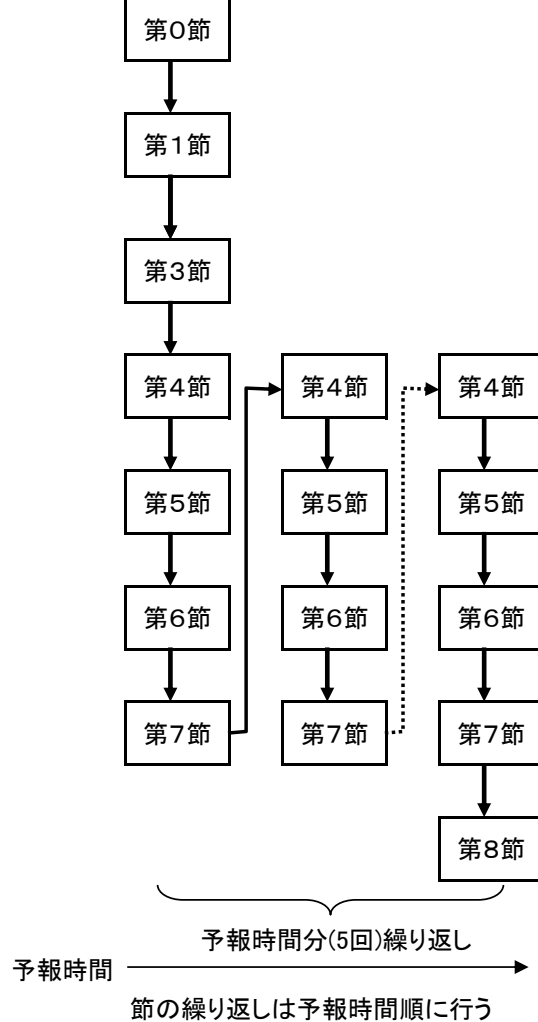 第０節
第１節
第３節
第４節
第５節
第６節
第７節
第４節
第５節
第６節
第７節
第４節
第５節
第６節
第７節
第８節
予報時間分(5回)繰り返し
予報時間
節の繰り返しは予報時間順に行う